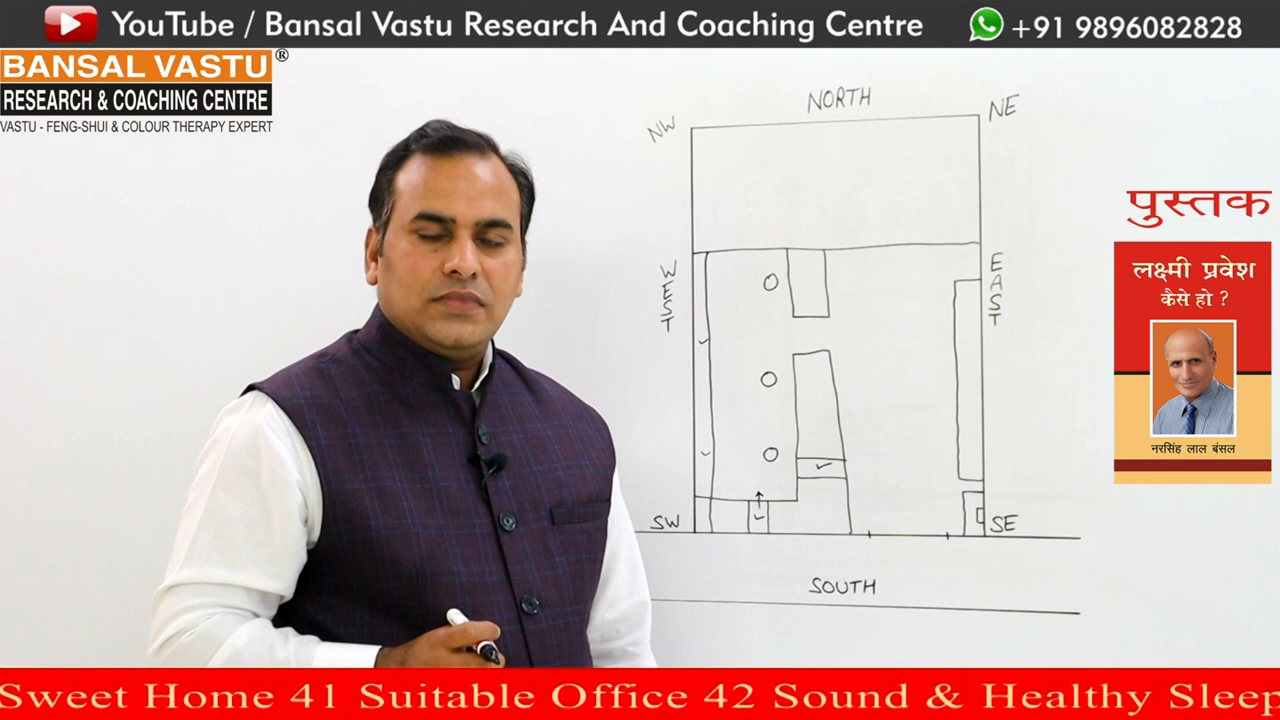 YouTube / Bansal Vastu Research And Coaching Centre
+91 9896082828
BANSAL VASTU®
RESEARCH & COACHING CENTRE
VASTU - FENG-SHUI & COLOUR THERAPY EXPERT
NORTH
NW
NE
WEST
EAST
SW
SE
SOUTH
पुस्तक
लक्ष्मी प्रवेश
कैसे हो ?
नरसिंह लाल बंसल
Sweet Home 41 Suitable Office 42 Sound & Healthy Sleep